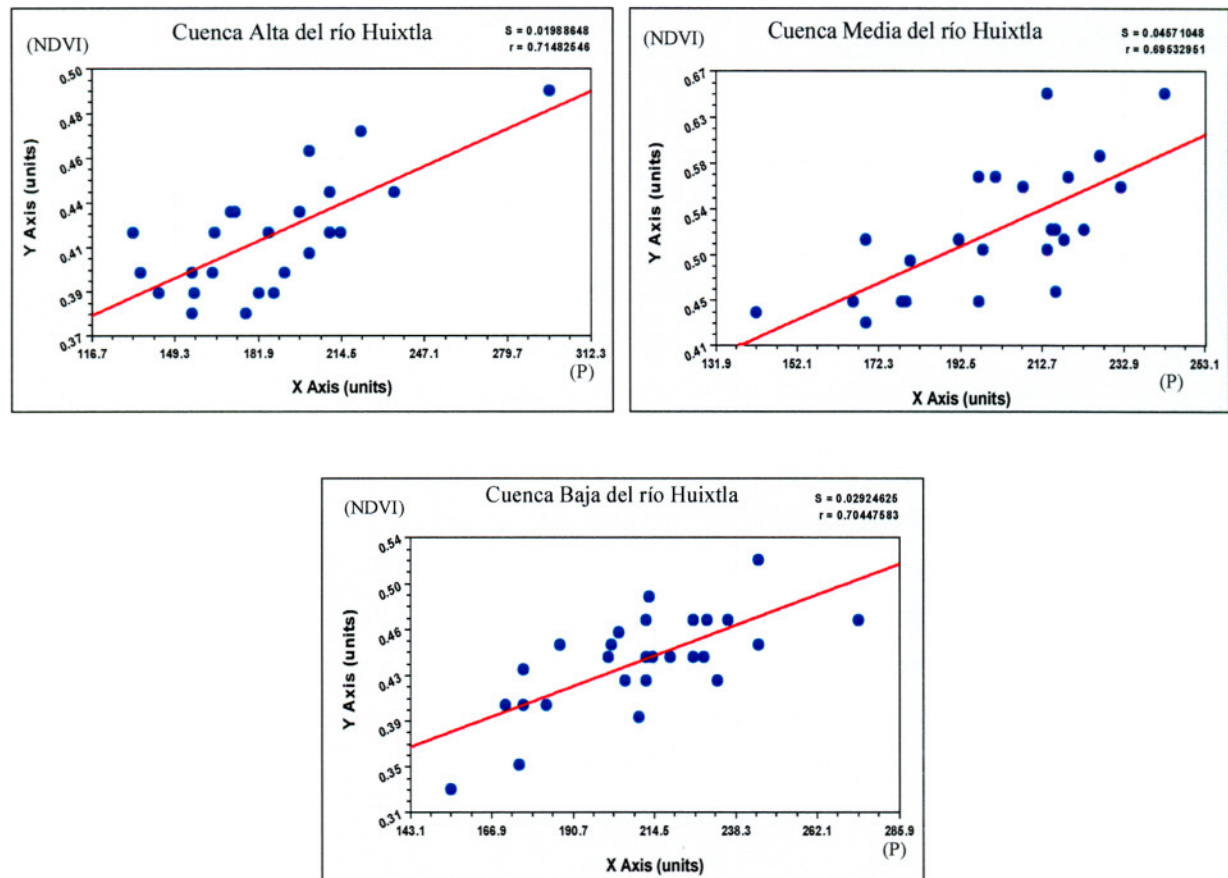 (NDVI)
Cuenca Alta del río Huixtla
S = 0.01988648
r = 0.71482546
Y Axis (units)
0.50
0.48
0.46
0.44
0.41
0.39
0.37
116.7 149.3 181.9 214.5 247.1 279.7 312.3
X Axis (units)
(P)
(NDVI)
Cuenca Media del río Huixtla
S = 0.04571048
r = 0.69532951
Y Axis (units)
0.67
0.63
0.58
0.54
0.50
0.45
0.41
131.9 152.1 172.3 192.5 212.7 232.9 253.1
X Axis (units)
(P)
(NDVI)
Cuenca Baja del río Huixtla
S = 0.02924625
r = 0.70447583
Y Axis (units)
0.54
0.50
0.46
0.43
0.39
0.35
0.31
143.1 166.9 190.7 214.5 238.3 262.1 285.9
X Axis (units)
(P)